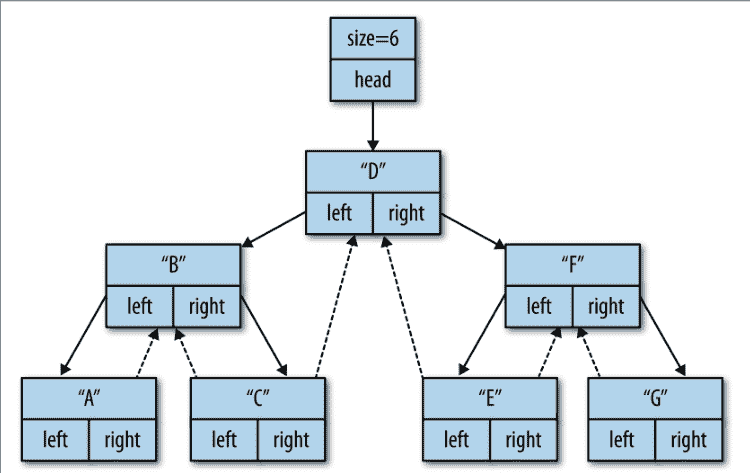 size=6
head
“D”
left right
“B”
left right
“F”
left right
“A”
left right
“C”
left right
“E”
left right
“G”
left right